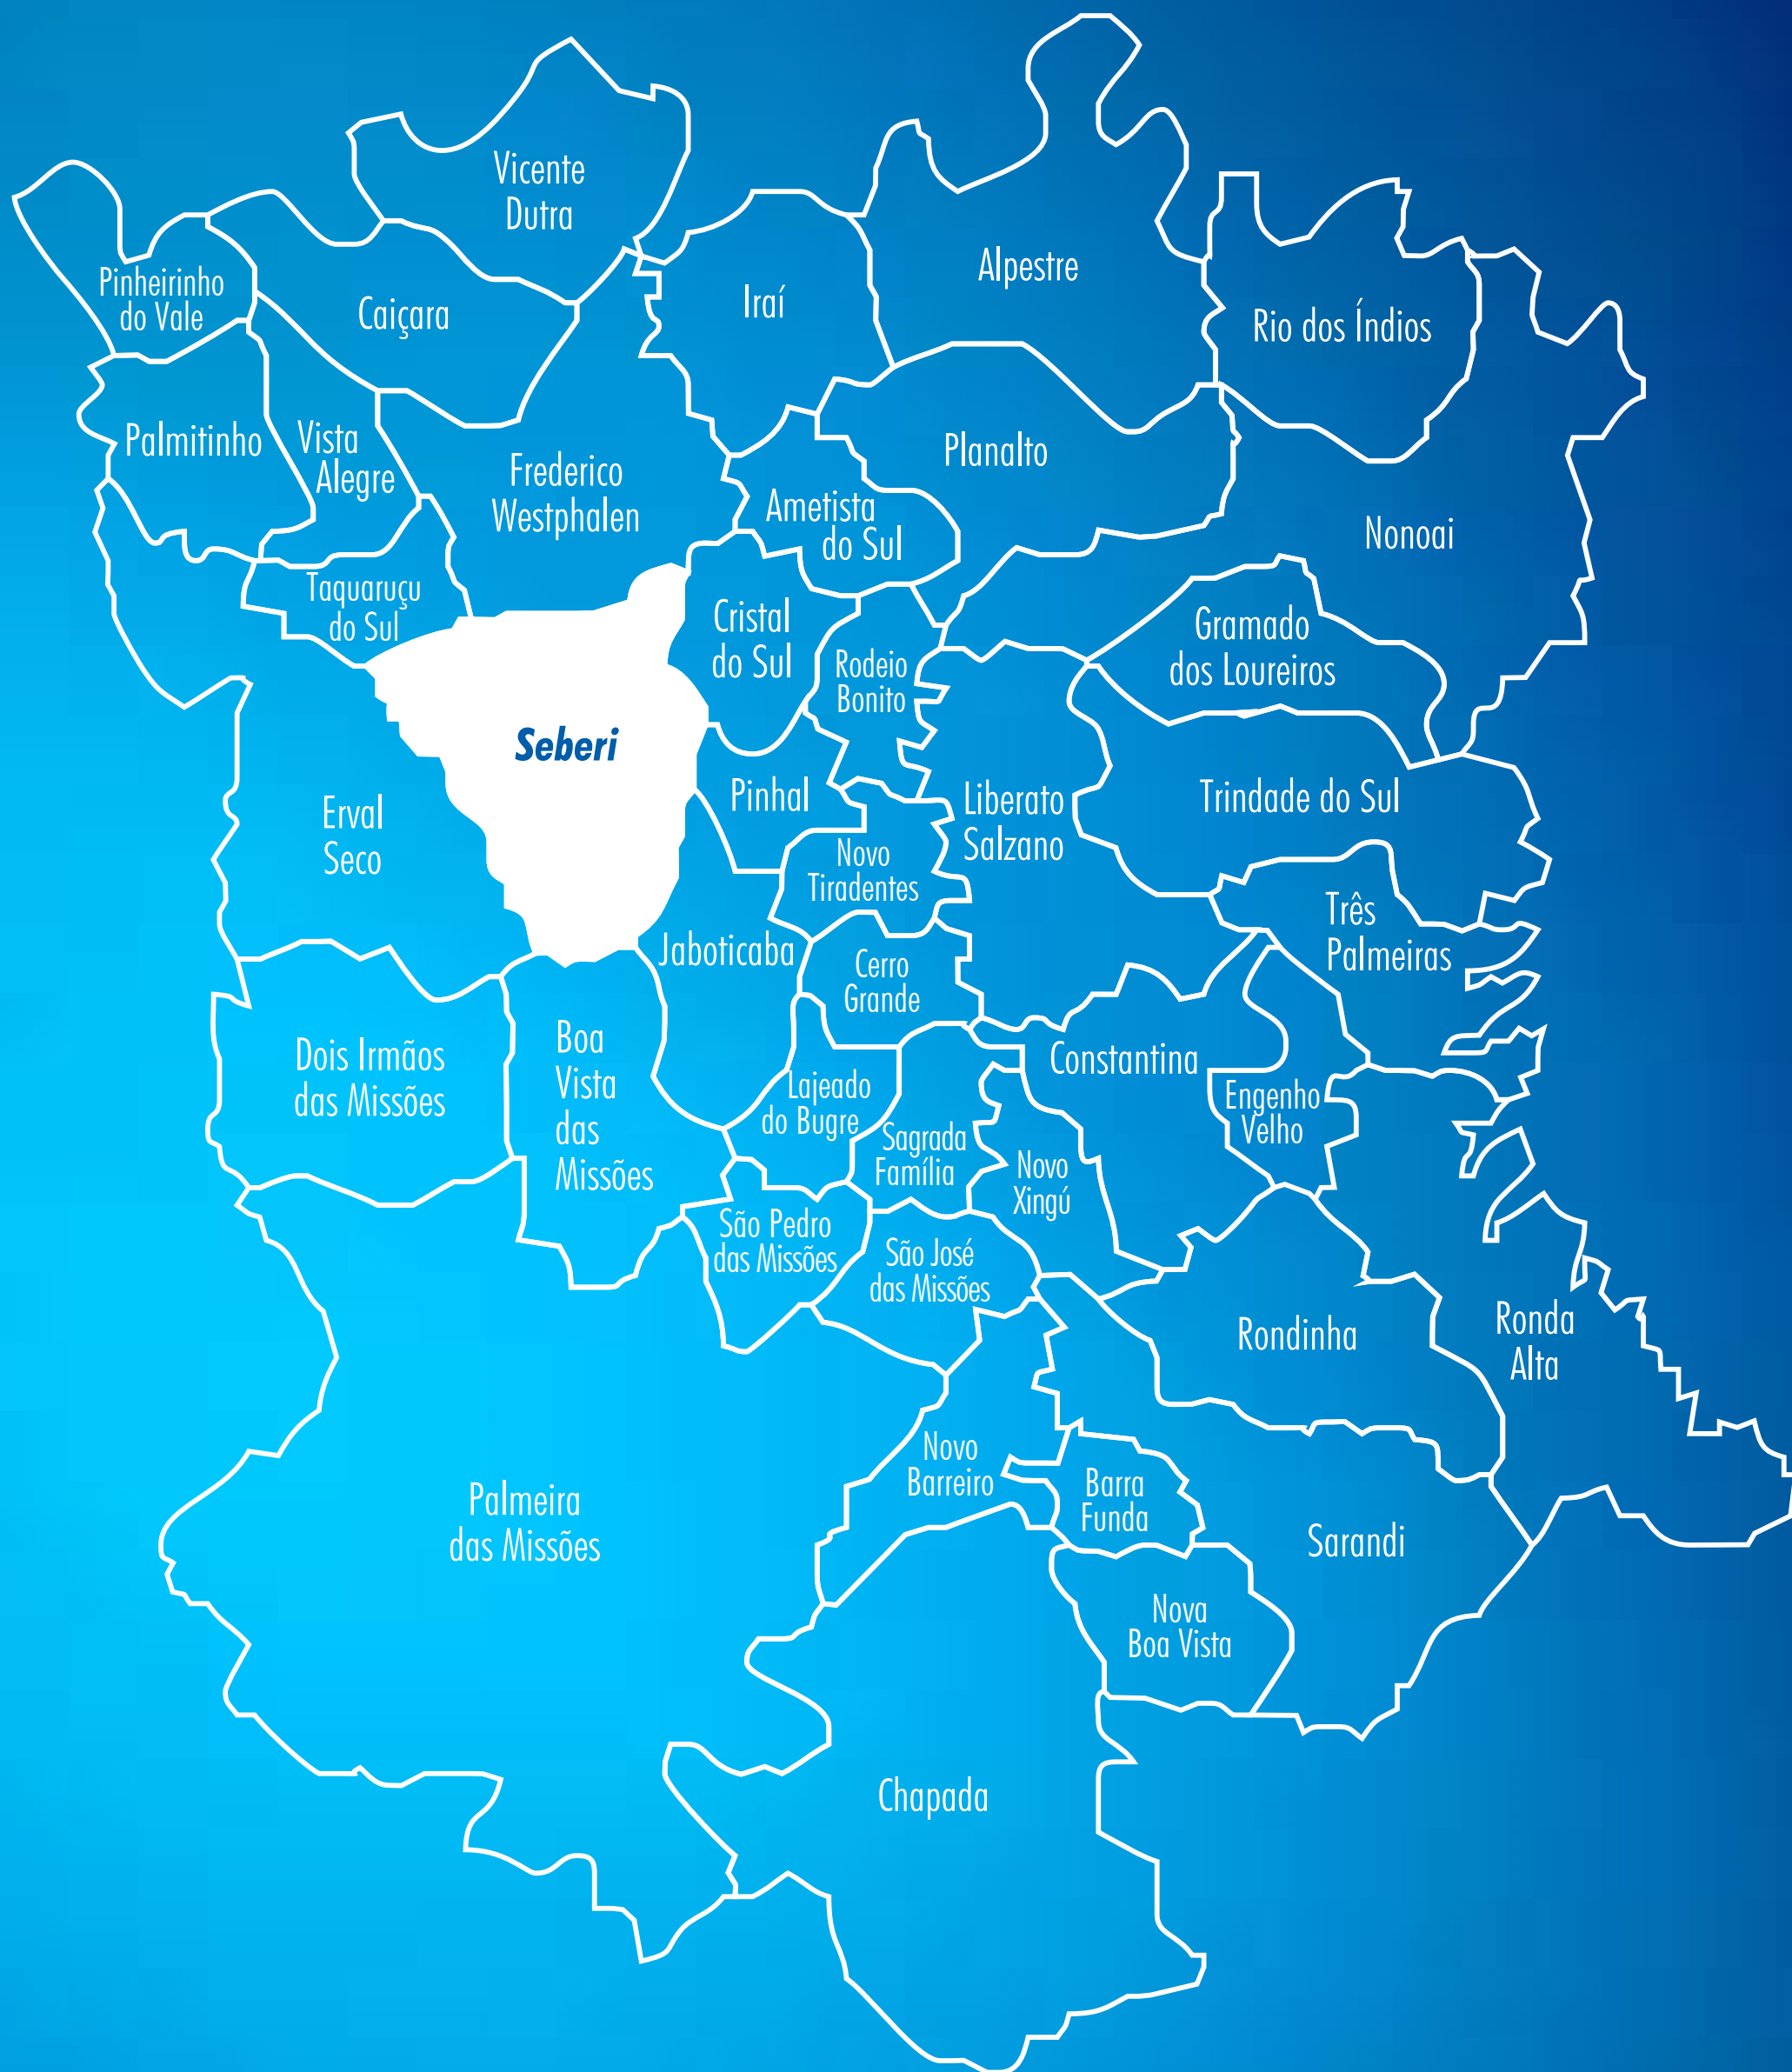 Vicente
Dutra
Alpestre
Pinheirinho
do Vale
Caiçara
Iraí
Rio dos Índios
Palmitinho
Vista
Alegre
Frederico
Westphalen
Planalto
Ametista
do Sul
Nonoai
Taquaruçu
do Sul
Cristal
do Sul
Rodeio
Bonito
Gramado
dos Loureiros
Seberi
Erval
Seco
Pinhal
Liberato
Salzano
Trindade do Sul
Novo
Tiradentes
Três
Palmeiras
Jaboticaba
Cerro
Grande
Dois Irmãos
das Missões
Boa
Vista
das
Missões
Constantina
Lajeado
do Bugre
Engenho
Velho
Sagrada
Família
Novo
Xingú
São Pedro
das Missões
São José
das Missões
Rondinha
Ronda
Alta
Novo
Barreiro
Barra
Funda
Palmeira
das Missões
Sarandi
Nova
Boa Vista
Chapada